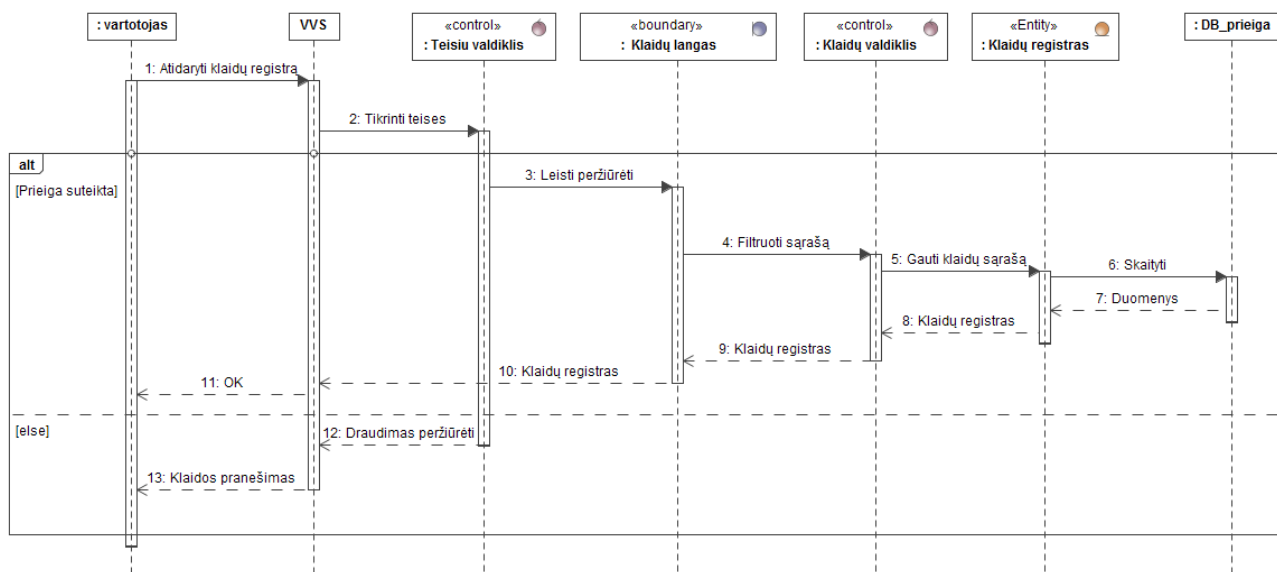 : vartotojas
VVS
«control»
: Teisiu valdiklis
«boundary»
: Klaidų langas
«control»
: Klaidų valdiklis
«Entity»
: Klaidų registras
: DB_prieiga
1: Atidaryti klaidų registrą
2: Tikrinti teises
alt
[Prieiga suteikta]
3: Leisti peržiūrėti
4: Filtruoti sąrašą
5: Gauti klaidų sąrašą
6: Skaityti
7: Duomenys
8: Klaidų registras
9: Klaidų registras
10: Klaidų registras
11: OK
[else]
12: Draudimas peržiūrėti
13: Klaidos pranešimas